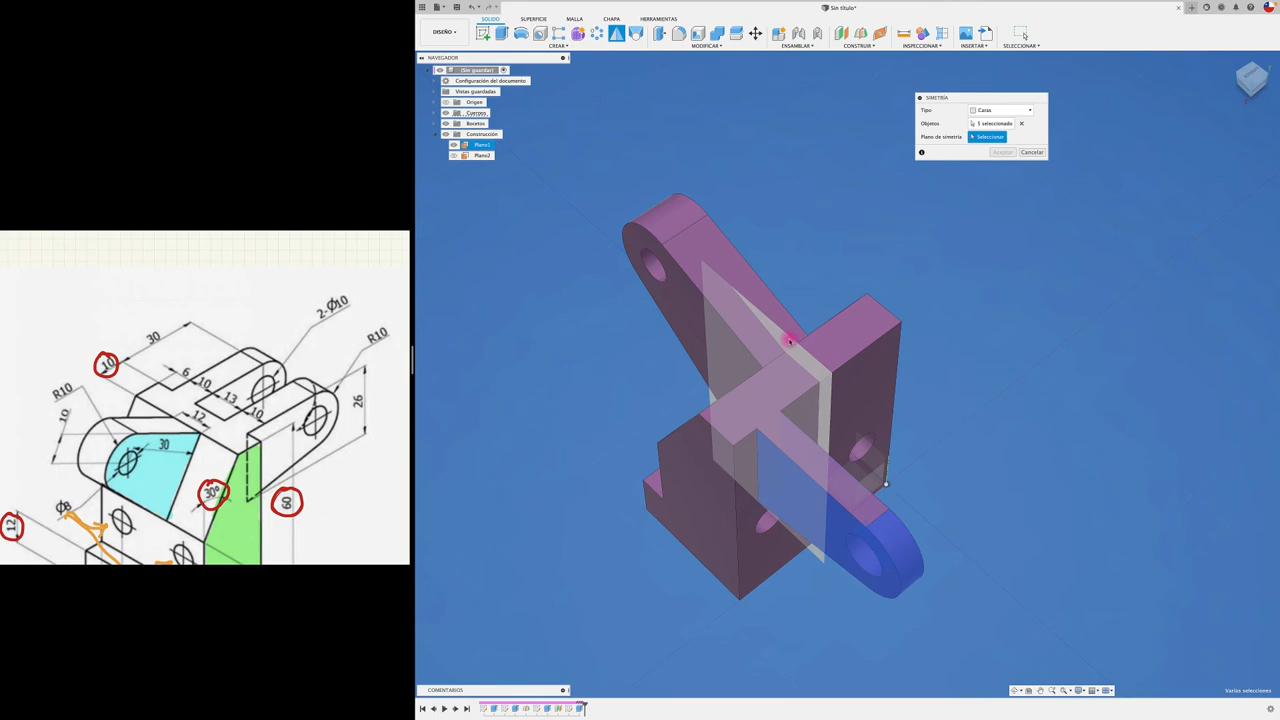 Sin título*
SOLIDO SUPERFICIE MALLA CHAPA HERRAMIENTAS
DISEÑO
CREAR MODIFICAR ENSAMBLAR CONSTRUIR INSPECCIONAR INSERTAR SELECCIONAR
NAVEGADOR
(Sin guardar)
Configuración del documento
Vistas guardadas
Origen
Cuerpos
Bocetos
Construcción
Plano1
Plano2
SIMETRÍA
Tipo Caras
Objetos 5 seleccionado
Plano de simetría Seleccionar
Aceptar Cancelar
2-Ø10
30
R10
10
6
10
R10
13
26
12
10
10
30
30°
60
Ø8
12
COMENTARIOS
Varias selecciones